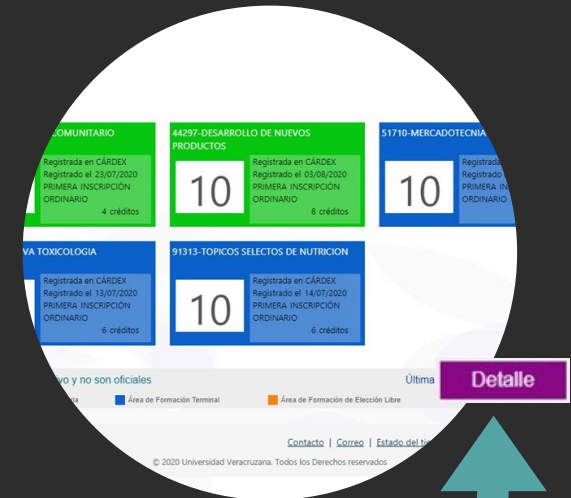 COMUNITARIO
Registrada en CÁRDEX
Registrado el 23/07/2020
PRIMERA INSCRIPCIÓN
ORDINARIO
4 créditos
44297-DESARROLLO DE NUEVOS
PRODUCTOS
10
Registrada en CÁRDEX
Registrado el 03/08/2020
PRIMERA INSCRIPCIÓN
ORDINARIO
8 créditos
51710-MERCADOTECNIA
10
Registrada
Registrado
PRIMERA IN
ORDINARIO
VA TOXICOLOGIA
Registrada en CÁRDEX
Registrado el 13/07/2020
PRIMERA INSCRIPCIÓN
ORDINARIO
6 créditos
91313-TOPICOS SELECTOS DE NUTRICION
10
Registrada en CÁRDEX
Registrado el 14/07/2020
PRIMERA INSCRIPCIÓN
ORDINARIO
6 créditos
vo y no son oficiales
Última
Detalle
Área de Formación Terminal
Área de Formación de Elección Libre
Contacto | Correo | Estado del
© 2020 Universidad Veracruzana. Todos los Derechos reservados